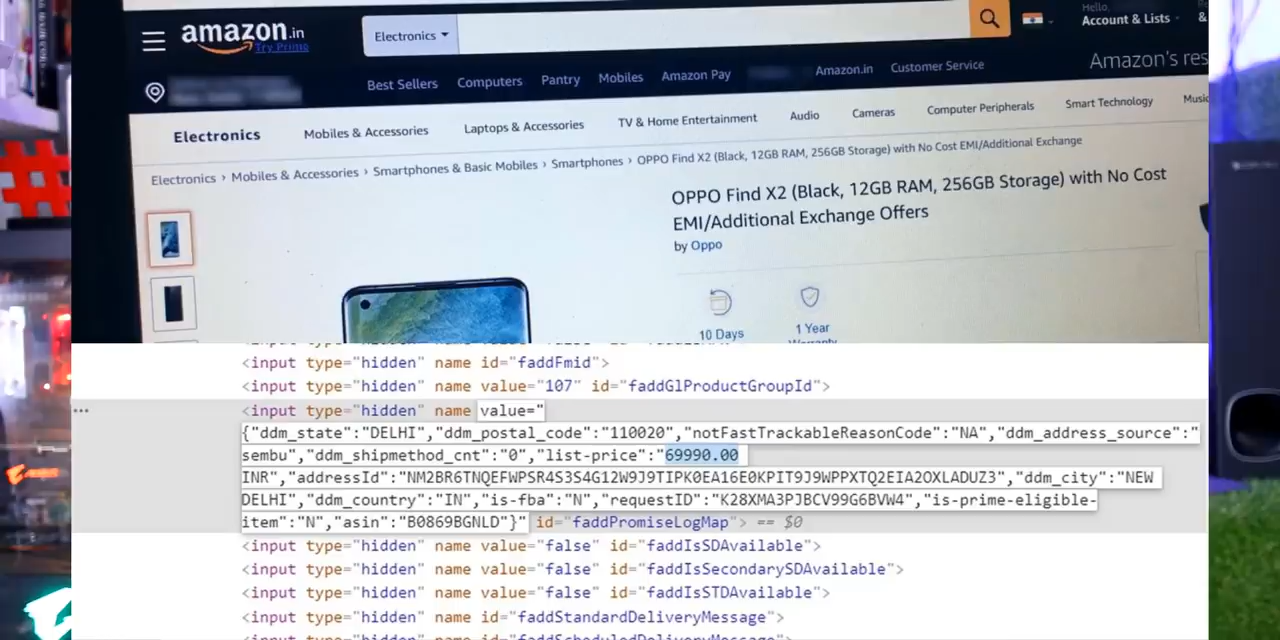 amazon.in
Try Prime
Electronics
Hello,
Account & Lists
&
Best Sellers Computers Pantry Mobiles Amazon Pay Amazon.in Customer Service
Amazon's res
Electronics Mobiles & Accessories Laptops & Accessories TV & Home Entertainment Audio Cameras Computer Peripherals Smart Technology Music
Electronics › Mobiles & Accessories › Smartphones & Basic Mobiles › Smartphones › OPPO Find X2 (Black, 12GB RAM, 256GB Storage) with No Cost EMI/Additional Exchange
OPPO Find X2 (Black, 12GB RAM, 256GB Storage) with No Cost
EMI/Additional Exchange Offers
by Oppo
10 Days
1 Year
Warranty
<input type="hidden" name id="faddFmid">
<input type="hidden" name value="107" id="faddGlProductGroupId">
<input type="hidden" name value="
{"ddm_state":"DELHI","ddm_postal_code":"110020","notFastTrackableReasonCode":"NA","ddm_address_source":"
sembu","ddm_shipmethod_cnt":"0","list-price":"69990.00
INR","addressId":"NM2BR6TNQEFWPSR4S3S4G12W9J9TIPK0EA16E0KPIT9J9WPPXTQ2EIA2OXLADUZ3","ddm_city":"NEW
DELHI","ddm_country":"IN","is-fba":"N","requestID":"K28XMA3PJBCV99G6BVW4","is-prime-eligible-
item":"N","asin":"B0869BGNLD"}" id="faddPromiseLogMap"> == $0
<input type="hidden" name value="false" id="faddIsSDAvailable">
<input type="hidden" name value="false" id="faddIsSecondarySDAvailable">
<input type="hidden" name value="false" id="faddIsSTDAvailable">
<input type="hidden" name id="faddStandardDeliveryMessage">
<input type="hidden" name id="faddScheduledDeliveryMessage">